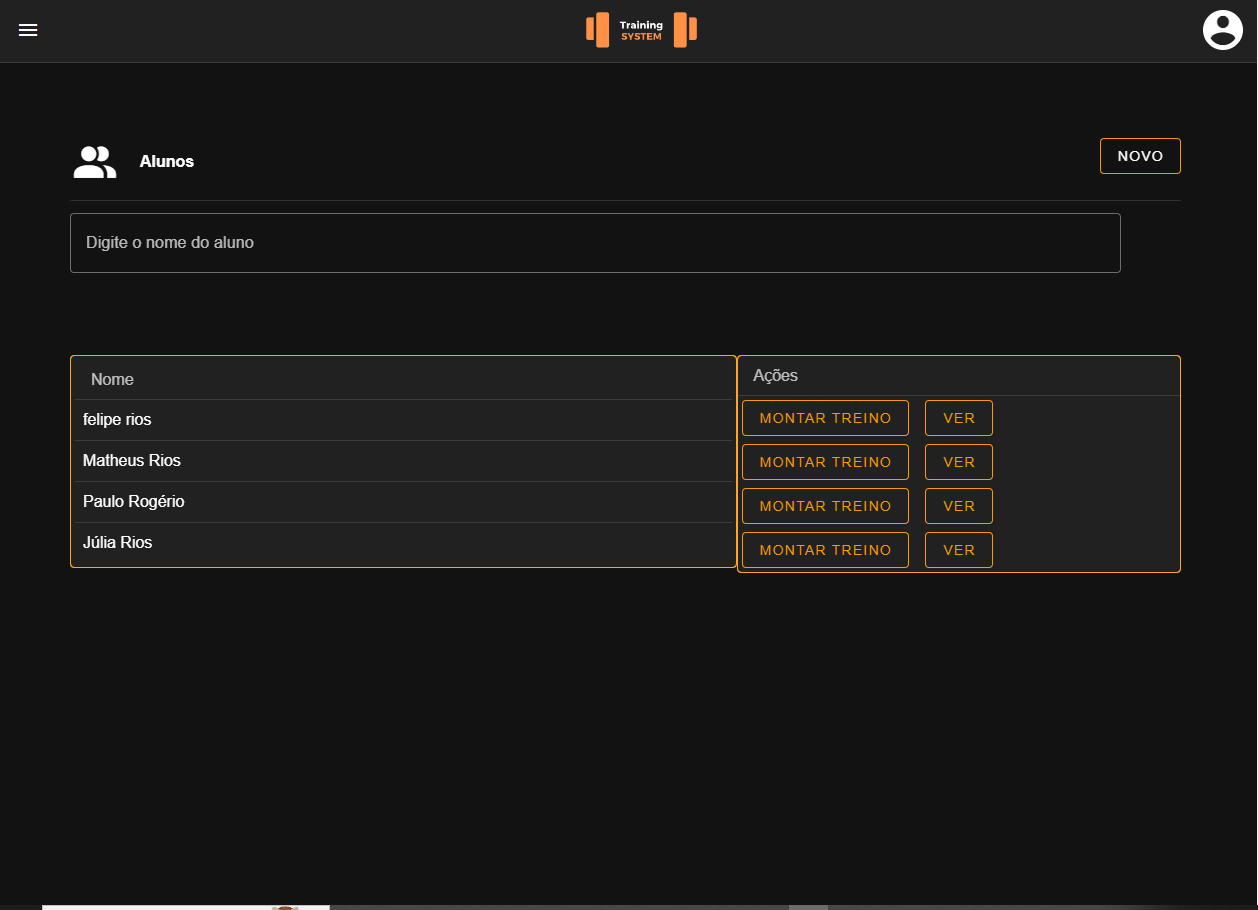 Training
SYSTEM
Alunos
NOVO
Digite o nome do aluno
Nome
Ações
felipe rios
MONTAR TREINO VER
Matheus Rios
MONTAR TREINO VER
Paulo Rogério
MONTAR TREINO VER
Júlia Rios
MONTAR TREINO VER